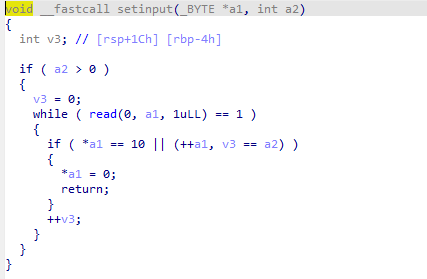 void __fastcall setinput(_BYTE *a1, int a2)
{
  int v3; // [rsp+1Ch] [rbp-4h]

  if ( a2 > 0 )
  {
    v3 = 0;
    while ( read(0, a1, 1uLL) == 1 )
    {
      if ( *a1 == 10 || (++a1, v3 == a2) )
      {
        *a1 = 0;
        return;
      }
      ++v3;
    }
  }
}